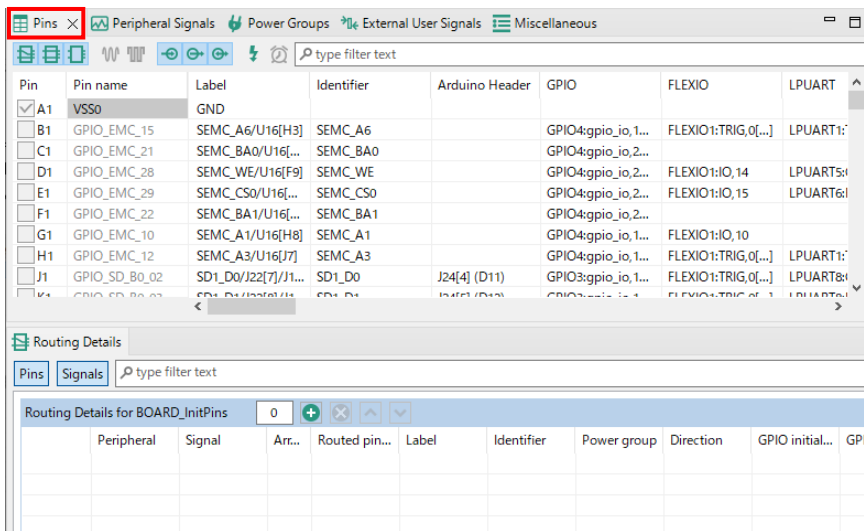 Pins Peripheral Signals Power Groups External User Signals Miscellaneous
type filter text
Pin Pin name Label Identifier Arduino Header GPIO FLEXIO LPUART
A1 VSS0 GND
B1 GPIO_EMC_15 SEMC_A6/U16[H3] SEMC_A6 GPIO4:gpio_io,1... FLEXIO1:TRIG,0[...] LPUART1:
C1 GPIO_EMC_21 SEMC_BA0/U16[... SEMC_BA0 GPIO4:gpio_io,2...
D1 GPIO_EMC_28 SEMC_WE/U16[F9] SEMC_WE GPIO4:gpio_io,2... FLEXIO1:IO,14 LPUART5:
E1 GPIO_EMC_29 SEMC_CS0/U16[... SEMC_CS0 GPIO4:gpio_io,2... FLEXIO1:IO,15 LPUART6:
F1 GPIO_EMC_22 SEMC_BA1/U16[... SEMC_BA1 GPIO4:gpio_io,2...
G1 GPIO_EMC_10 SEMC_A1/U16[H8] SEMC_A1 GPIO4:gpio_io,1... FLEXIO1:IO,10
H1 GPIO_EMC_12 SEMC_A3/U16[J7] SEMC_A3 GPIO4:gpio_io,1... FLEXIO1:TRIG,0[...] LPUART1:
J1 GPIO_SD_B0_02 SD1_D0/J22[7]/J1... SD1_D0 J24[4] (D11) GPIO3:gpio_io,1... FLEXIO1:TRIG,0[...] LPUART8:
Routing Details
Pins Signals type filter text
Routing Details for BOARD_InitPins 0
Peripheral Signal Arr... Routed pin... Label Identifier Power group Direction GPIO initial... GPI